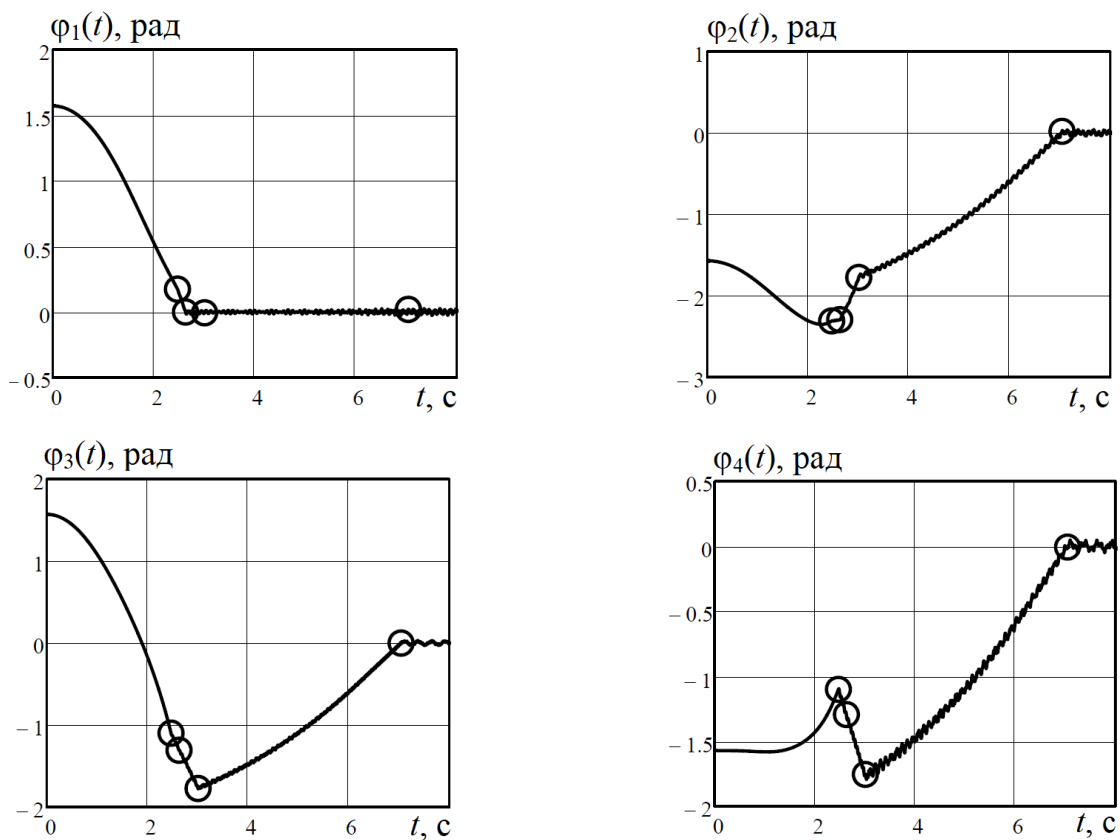 φ₁(t), рад
2
1.5
1
0.5
0
– 0.5
0 2 4 6 t, с
φ₂(t), рад
1
0
– 1
– 2
– 3
0 2 4 6 t, с
φ₃(t), рад
2
1
0
– 1
– 2
0 2 4 6 t, с
φ₄(t), рад
0.5
0
– 0.5
– 1
– 1.5
– 2
0 2 4 6 t, с